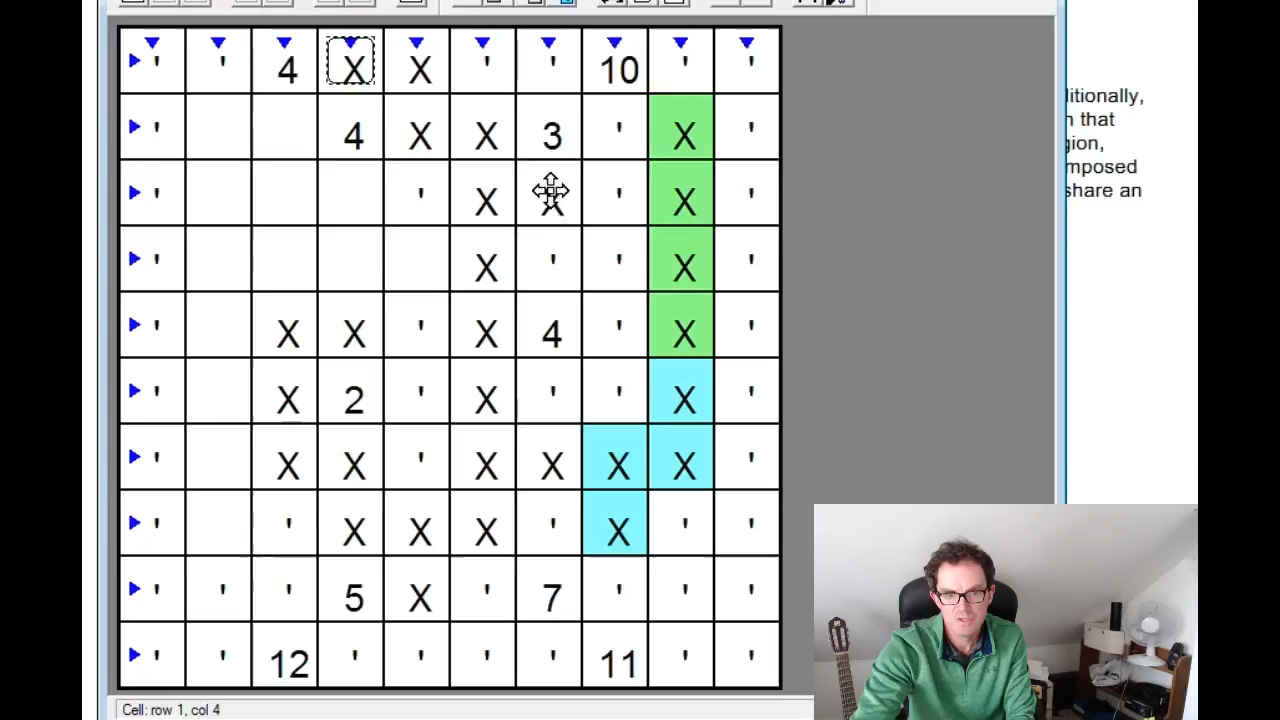 ' ' 4 X X ' ' 10 ' '
' 4 X X 3 ' X '
' ' X X ' X '
' X ' ' X '
' X X ' X 4 ' X '
' X 2 ' X ' ' X '
' X X ' X X X X '
' ' X X X ' X ' '
' ' ' 5 X ' 7 ' ' '
' ' 12 ' ' ' ' 11 ' '
Cell: row 1, col 4
ditionally,
that
gion,
mposed
share an